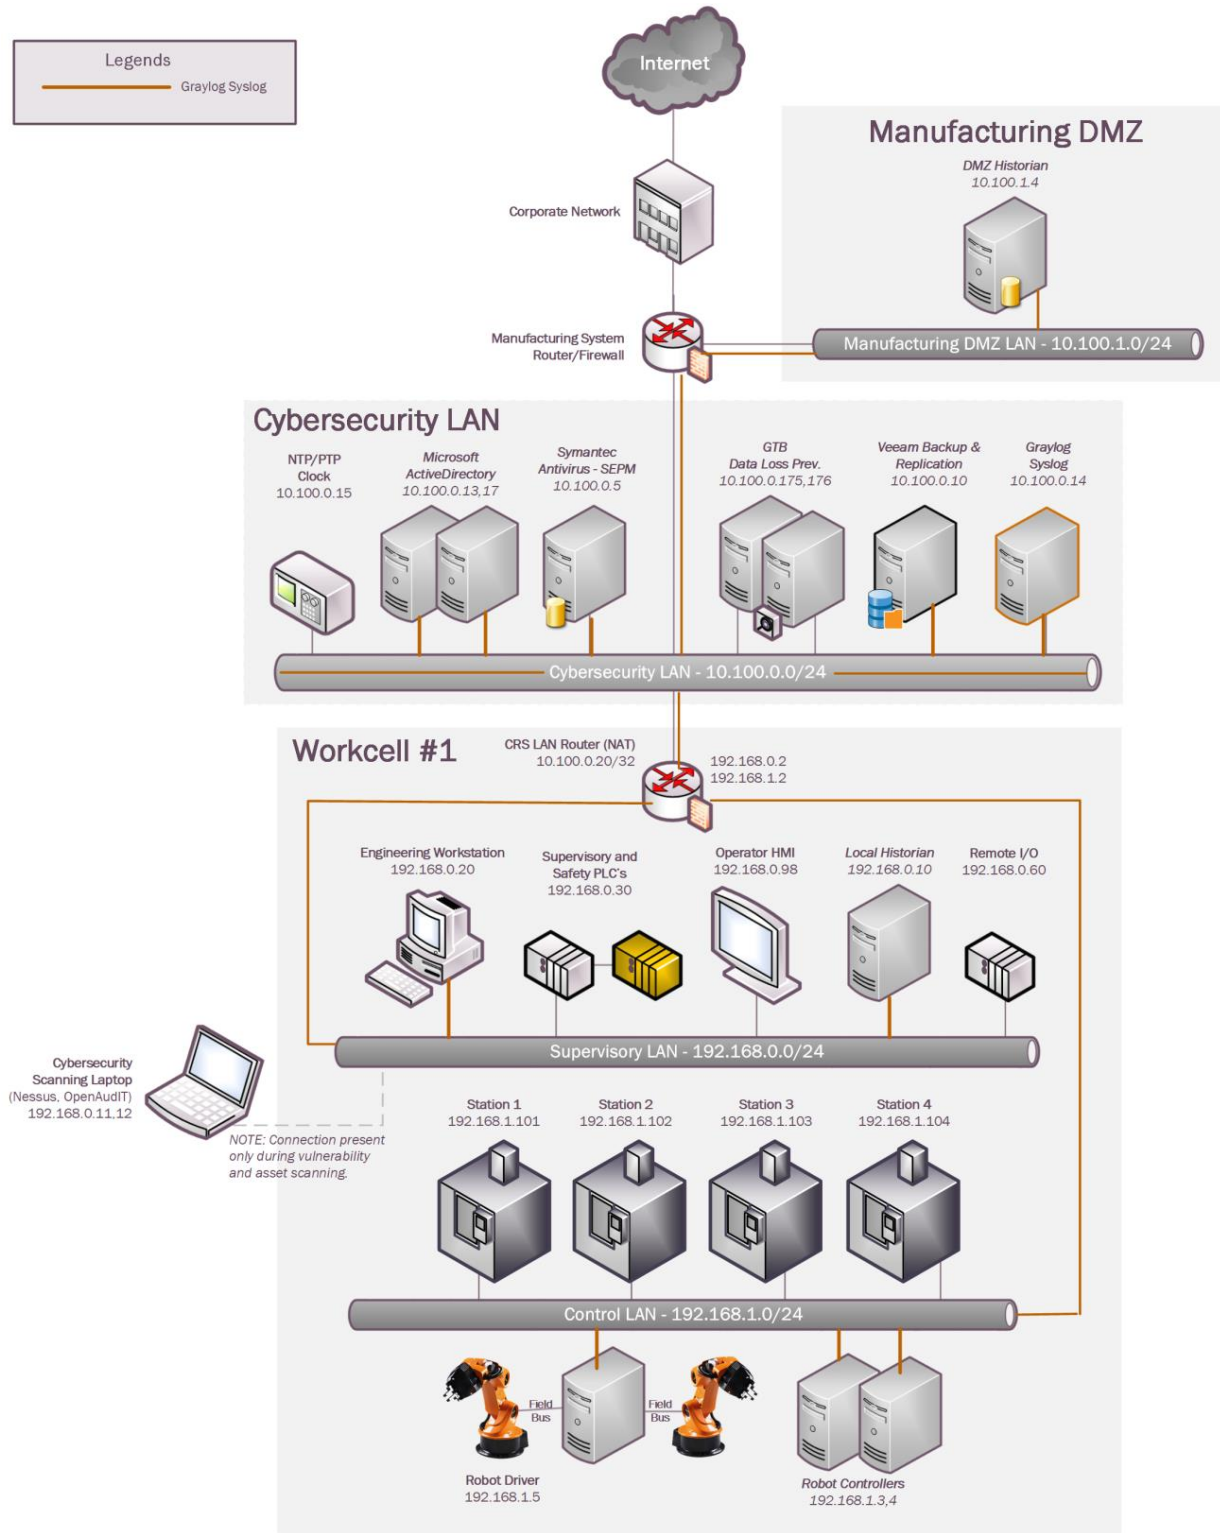 Legends
Graylog Syslog
Internet
Manufacturing DMZ
DMZ Historian
10.100.1.4
Corporate Network
Manufacturing System
Router/Firewall
Manufacturing DMZ LAN - 10.100.1.0/24
Cybersecurity LAN
NTP/PTP
Clock
10.100.0.15
Microsoft
ActiveDirectory
10.100.0.13,17
Symantec
Antivirus - SEPM
10.100.0.5
GTB
Data Loss Prev.
10.100.0.175,176
Veeam Backup &
Replication
10.100.0.10
Graylog
Syslog
10.100.0.14
Cybersecurity LAN - 10.100.0.0/24
Workcell #1
CRS LAN Router (NAT)
10.100.0.20/32
192.168.0.2
192.168.1.2
Engineering Workstation
192.168.0.20
Supervisory and
Safety PLC's
192.168.0.30
Operator HMI
192.168.0.98
Local Historian
192.168.0.10
Remote I/O
192.168.0.60
Supervisory LAN - 192.168.0.0/24
Cybersecurity
Scanning Laptop
(Nessus, OpenAudIT)
192.168.0.11,12
NOTE: Connection present
only during vulnerability
and asset scanning.
Station 1
192.168.1.101
Station 2
192.168.1.102
Station 3
192.168.1.103
Station 4
192.168.1.104
Control LAN - 192.168.1.0/24
Field
Bus
Field
Bus
Robot Driver
192.168.1.5
Robot Controllers
192.168.1.3,4